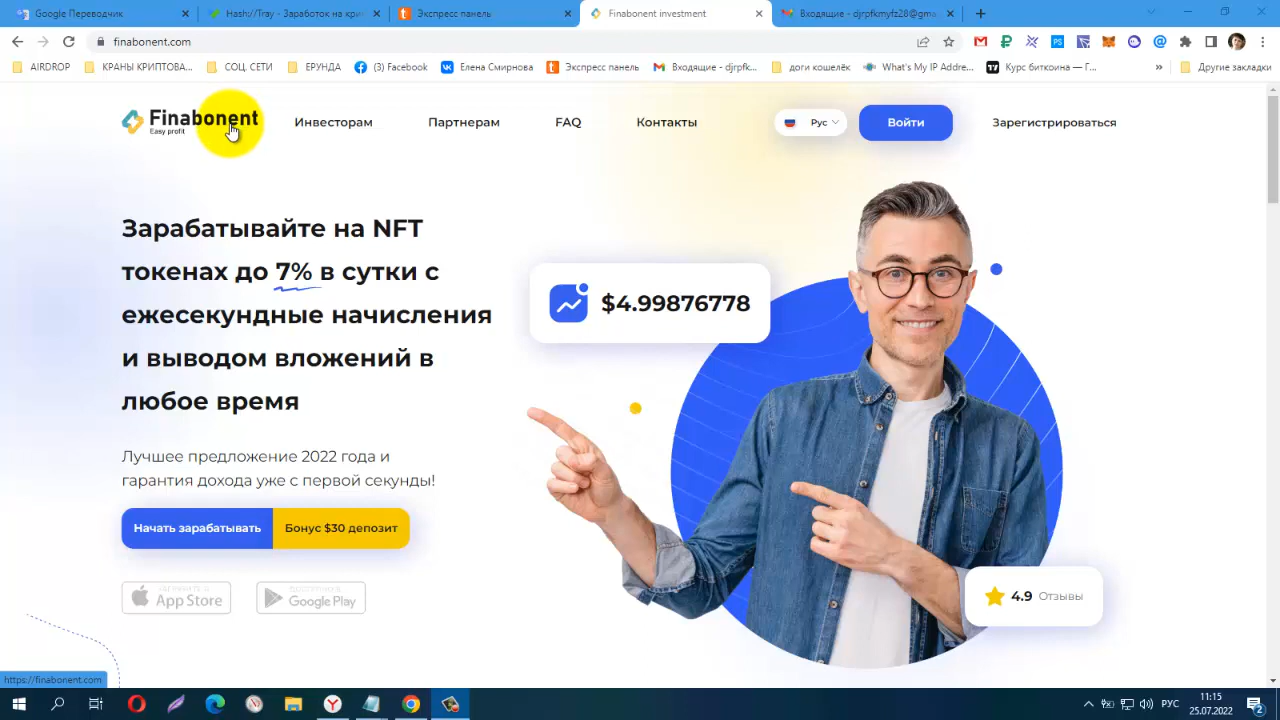 Google Переводчик
Hash://Tray - Заработок на кри
Экспресс панель
Finabonent investment
Входящие - djrpfkmyfz28@gma
finabonent.com
AIRDROP
КРАНЫ КРИПТОВА...
СОЦ. СЕТИ
ЕРУНДА
(3) Facebook
Елена Смирнова
Экспресс панель
Входящие - djrpfk...
доги кошелёк
What's My IP Addre...
Курс биткоина — Г...
»
Другие закладки
Finabonent
Easy profit
Инвесторам
Партнерам
FAQ
Контакты
Рус
Войти
Зарегистрироваться
Зарабатывайте на NFT
токенах до 7% в сутки с
ежесекундные начисления
и выводом вложений в
любое время
$4.99876778
Лучшее предложение 2022 года и
гарантия дохода уже с первой секунды!
Начать зарабатывать
Бонус $30 депозит
App Store
Google Play
4.9 Отзывы
https://finabonent.com
РУС
11:15
25.07.2022
2